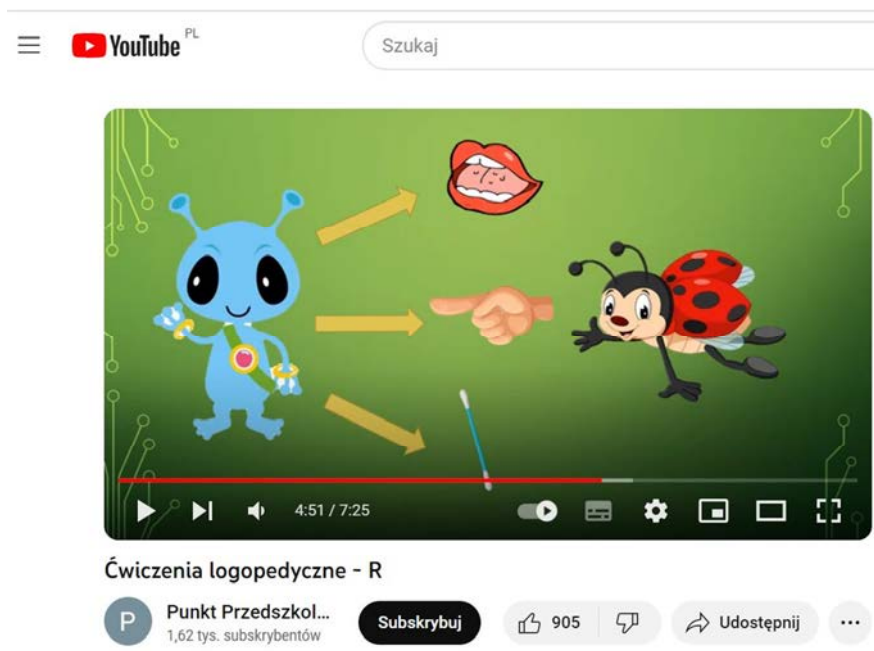 YouTube PL
Szukaj
4:51 / 7:25
Ćwiczenia logopedyczne - R
P
Punkt Przedszkol...
1,62 tys. subskrybentów
Subskrybuj
905
Udostępnij